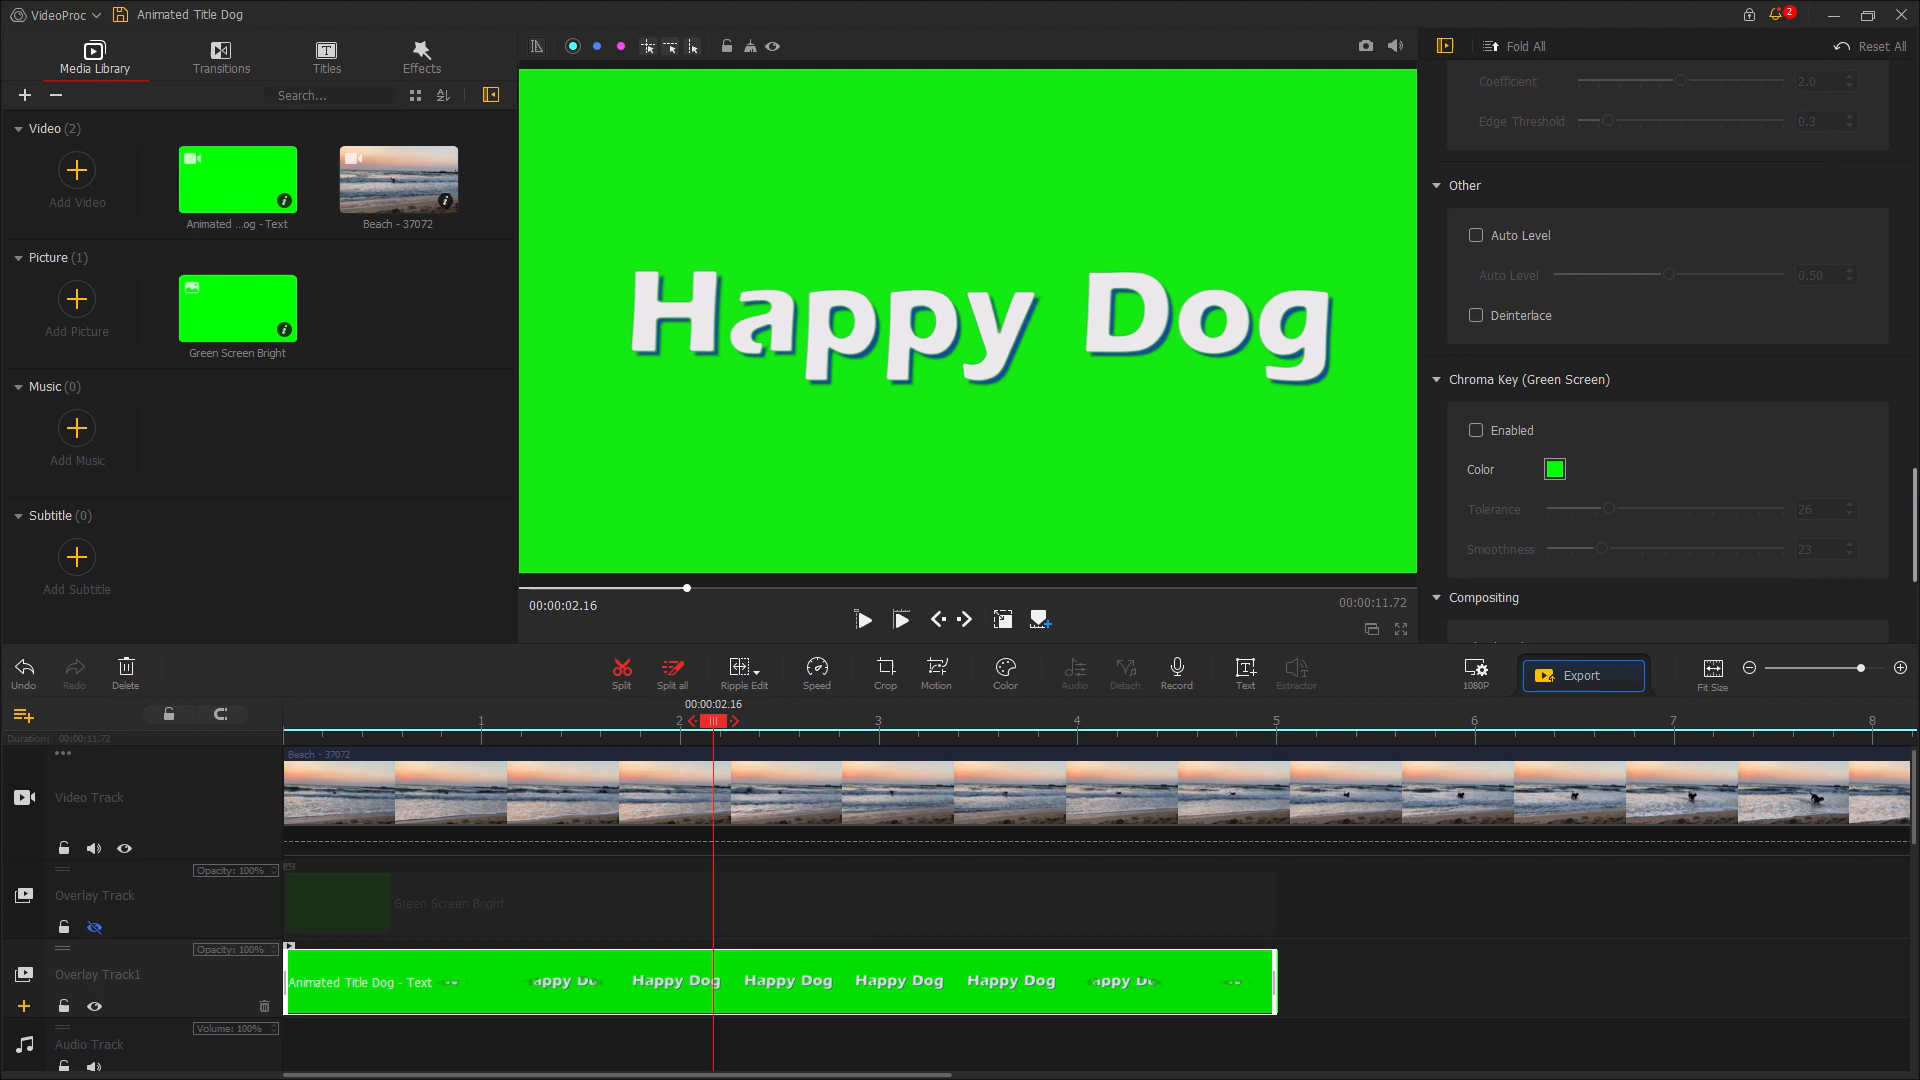 VideoProc
Animated Title Dog
2
Media Library
Transitions
Titles
Effects
Search...
Video (2)
Add Video
Animated ...og - Text
Beach - 37072
Picture (1)
Add Picture
Green Screen Bright
Music (0)
Add Music
Subtitle (0)
Add Subtitle
Happy Dog
00:00:02.16
00:00:11.72
Fold All
Reset All
Coefficient
2.0
Edge Threshold
0.3
Other
Auto Level
Auto Level
0.50
Deinterlace
Chroma Key (Green Screen)
Enabled
Color
Tolerance
26
Smoothness
23
Compositing
Undo
Redo
Delete
Split
Split all
Ripple Edit
Speed
Crop
Motion
Color
Audio
Detach
Record
Text
Extractor
1080P
Export
Fit Size
00:00:02.16
1 2 3 4 5 6 7 8
Duration: 00:00:11.72
Beach - 37072
Video Track
Opacity: 100%
Overlay Track
Green Screen Bright
Opacity: 100%
Overlay Track1
Animated Title Dog - Text
appy Do
Happy Dog
Happy Dog
Happy Dog
Happy Dog
appy Do
Volume: 100%
Audio Track